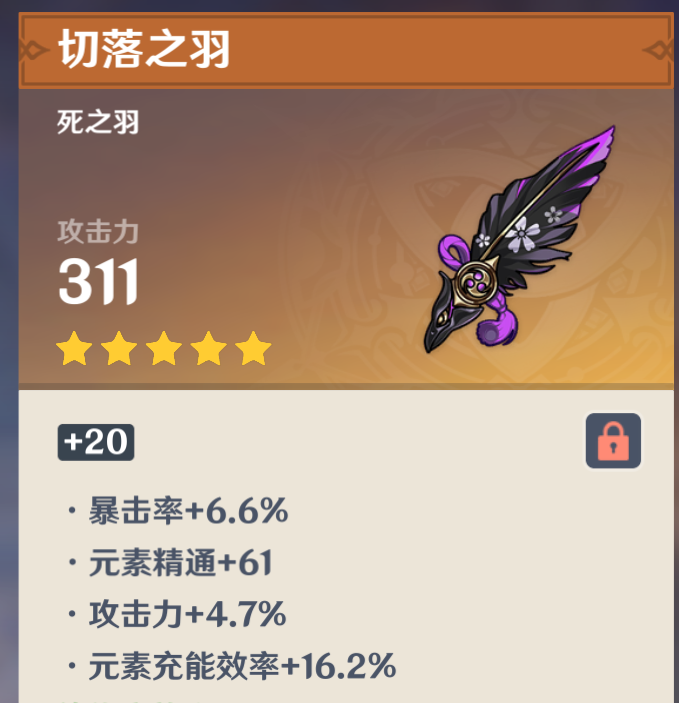 切落之羽
死之羽
攻击力
311
+20
·暴击率+6.6%
·元素精通+61
·攻击力+4.7%
·元素充能效率+16.2%